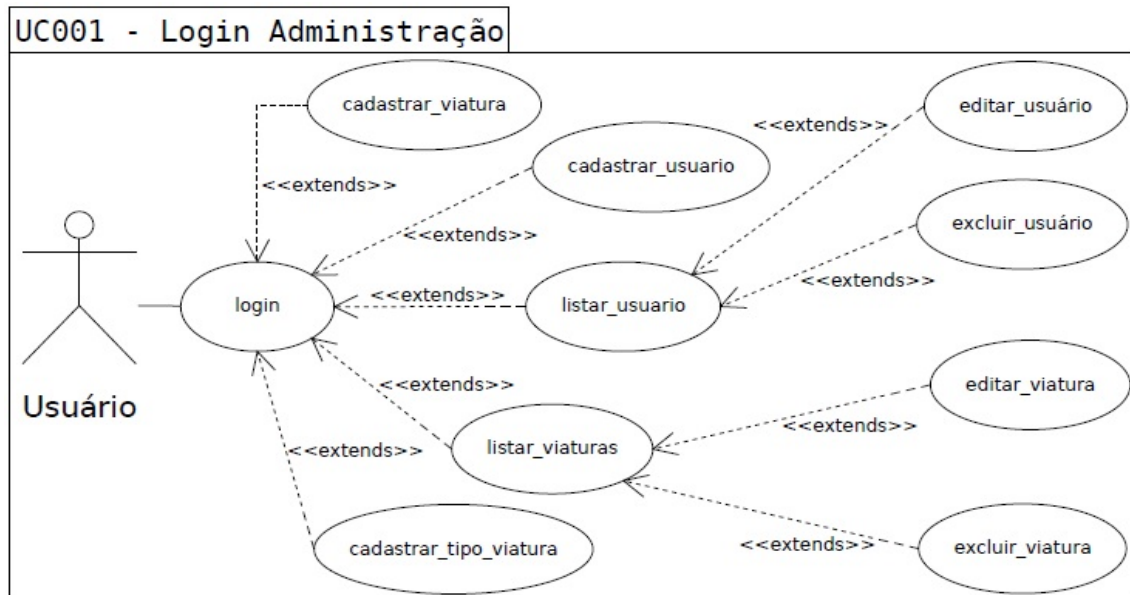 UC001 - Login Administração
cadastrar_viatura
editar_usuário
<<extends>>
cadastrar_usuario
<<extends>>
excluir_usuário
<<extends>>
<<extends>>
login
<<extends>>
listar_usuario
Usuário
<<extends>>
editar_viatura
<<extends>>
<<extends>>
listar_viaturas
cadastrar_tipo_viatura
<<extends>>
excluir_viatura